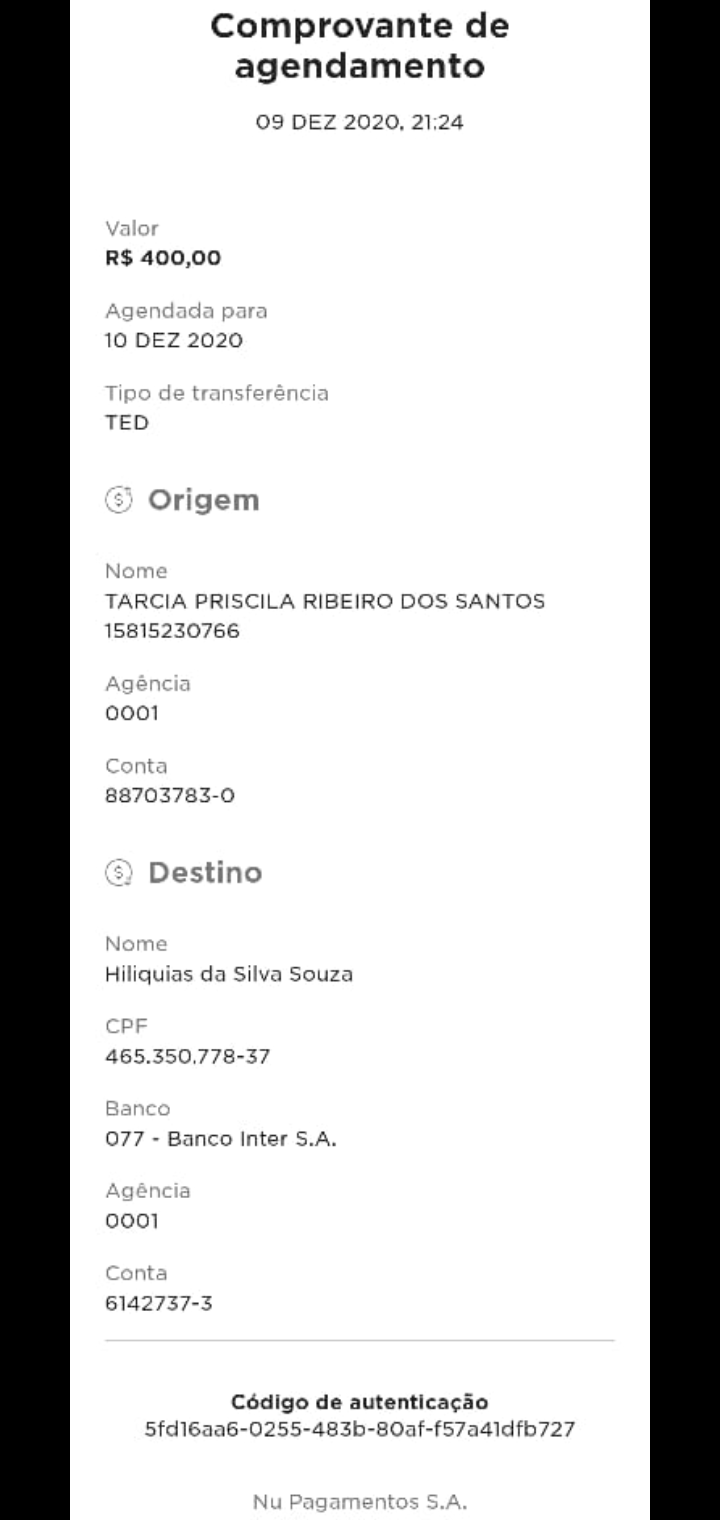 Comprovante de
agendamento
09 DEZ 2020, 21:24
Valor
R$ 400,00
Agendada para
10 DEZ 2020
Tipo de transferência
TED
Origem
Nome
TARCIA PRISCILA RIBEIRO DOS SANTOS
15815230766
Agência
0001
Conta
88703783-0
Destino
Nome
Hiliquias da Silva Souza
CPF
465.350.778-37
Banco
077 - Banco Inter S.A.
Agência
0001
Conta
6142737-3
Código de autenticação
5fd16aa6-0255-483b-80af-f57a41dfb727
Nu Pagamentos S.A.